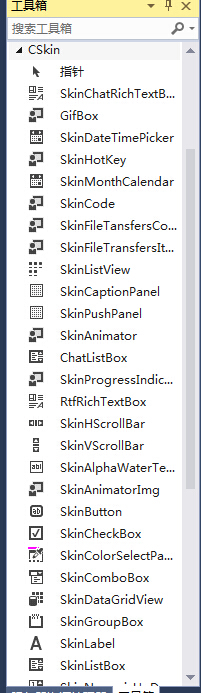 工具箱
搜索工具箱
CSkin
指针
SkinChatRichTextB...
GifBox
SkinDateTimePicker
SkinHotKey
SkinMonthCalendar
SkinCode
SkinFileTansfersCo...
SkinFileTransfersIt...
SkinListView
SkinCaptionPanel
SkinPushPanel
SkinAnimator
ChatListBox
SkinProgressIndic...
RtfRichTextBox
SkinHScrollBar
SkinVScrollBar
SkinAlphaWaterTe...
SkinAnimatorImg
SkinButton
SkinCheckBox
SkinColorSelectPa...
SkinComboBox
SkinDataGridView
SkinGroupBox
SkinLabel
SkinListBox